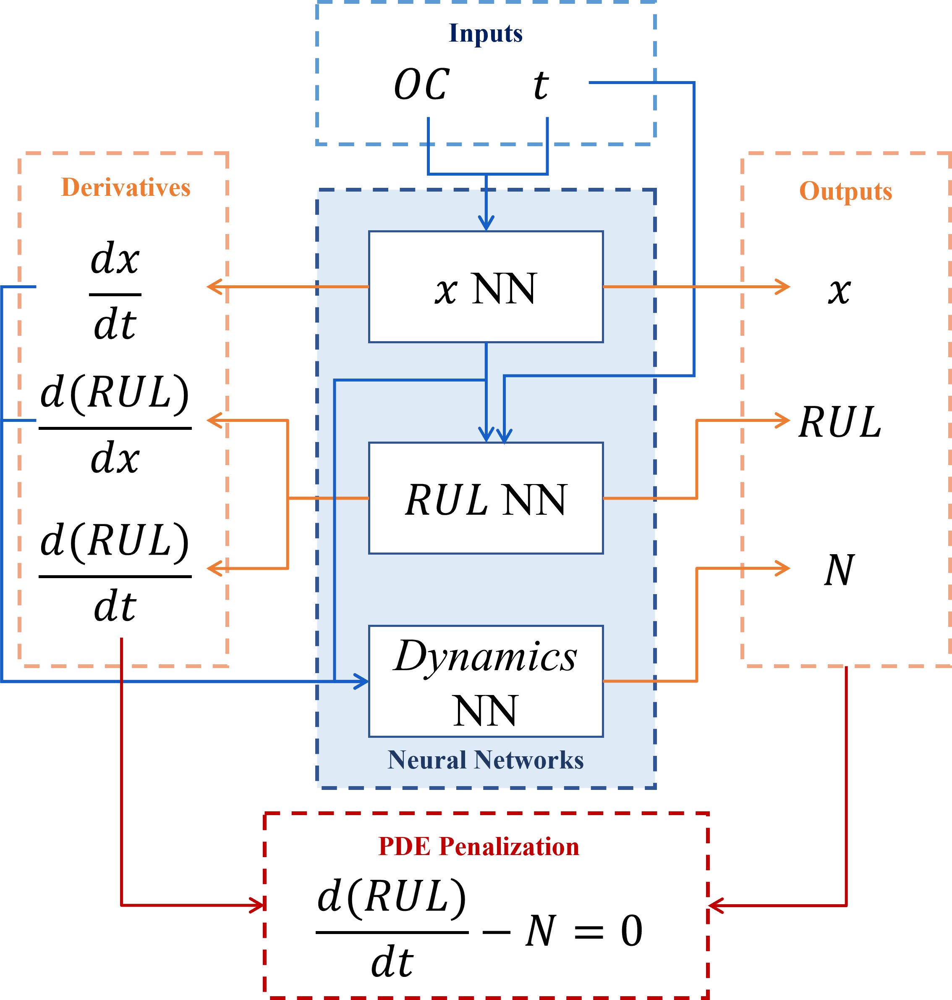 Inputs
OC t
Derivatives
dx
dt
d(RUL)
dx
d(RUL)
dt
x NN
RUL NN
Dynamics
NN
Neural Networks
Outputs
x
RUL
N
PDE Penalization
d(RUL)
dt
− N = 0